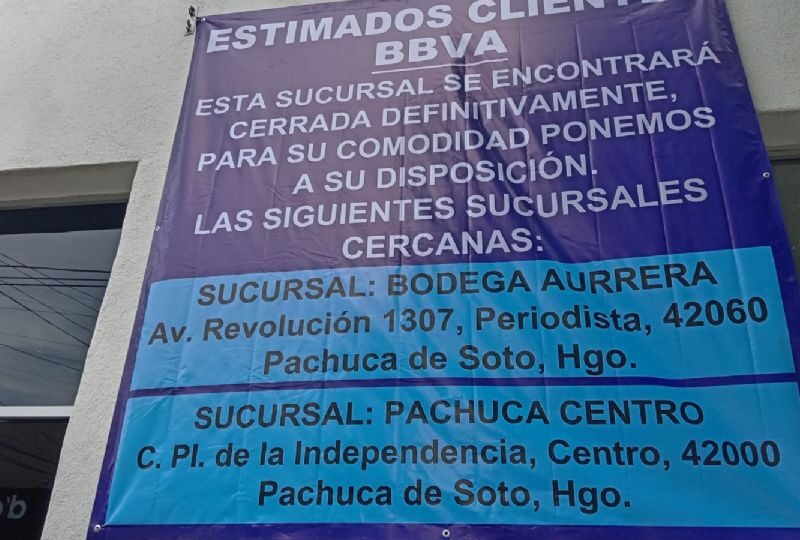 ESTIMADOS CLIENTE
BBVA
ESTA SUCURSAL SE ENCONTRARÁ
CERRADA DEFINITIVAMENTE,
PARA SU COMODIDAD PONEMOS
A SU DISPOSICIÓN.
LAS SIGUIENTES SUCURSALES
CERCANAS:
SUCURSAL: BODEGA AURRERA
Av. Revolución 1307, Periodista, 42060
Pachuca de Soto, Hgo.
SUCURSAL: PACHUCA CENTRO
C. Pl. de la Independencia, Centro, 42000
Pachuca de Soto, Hgo.